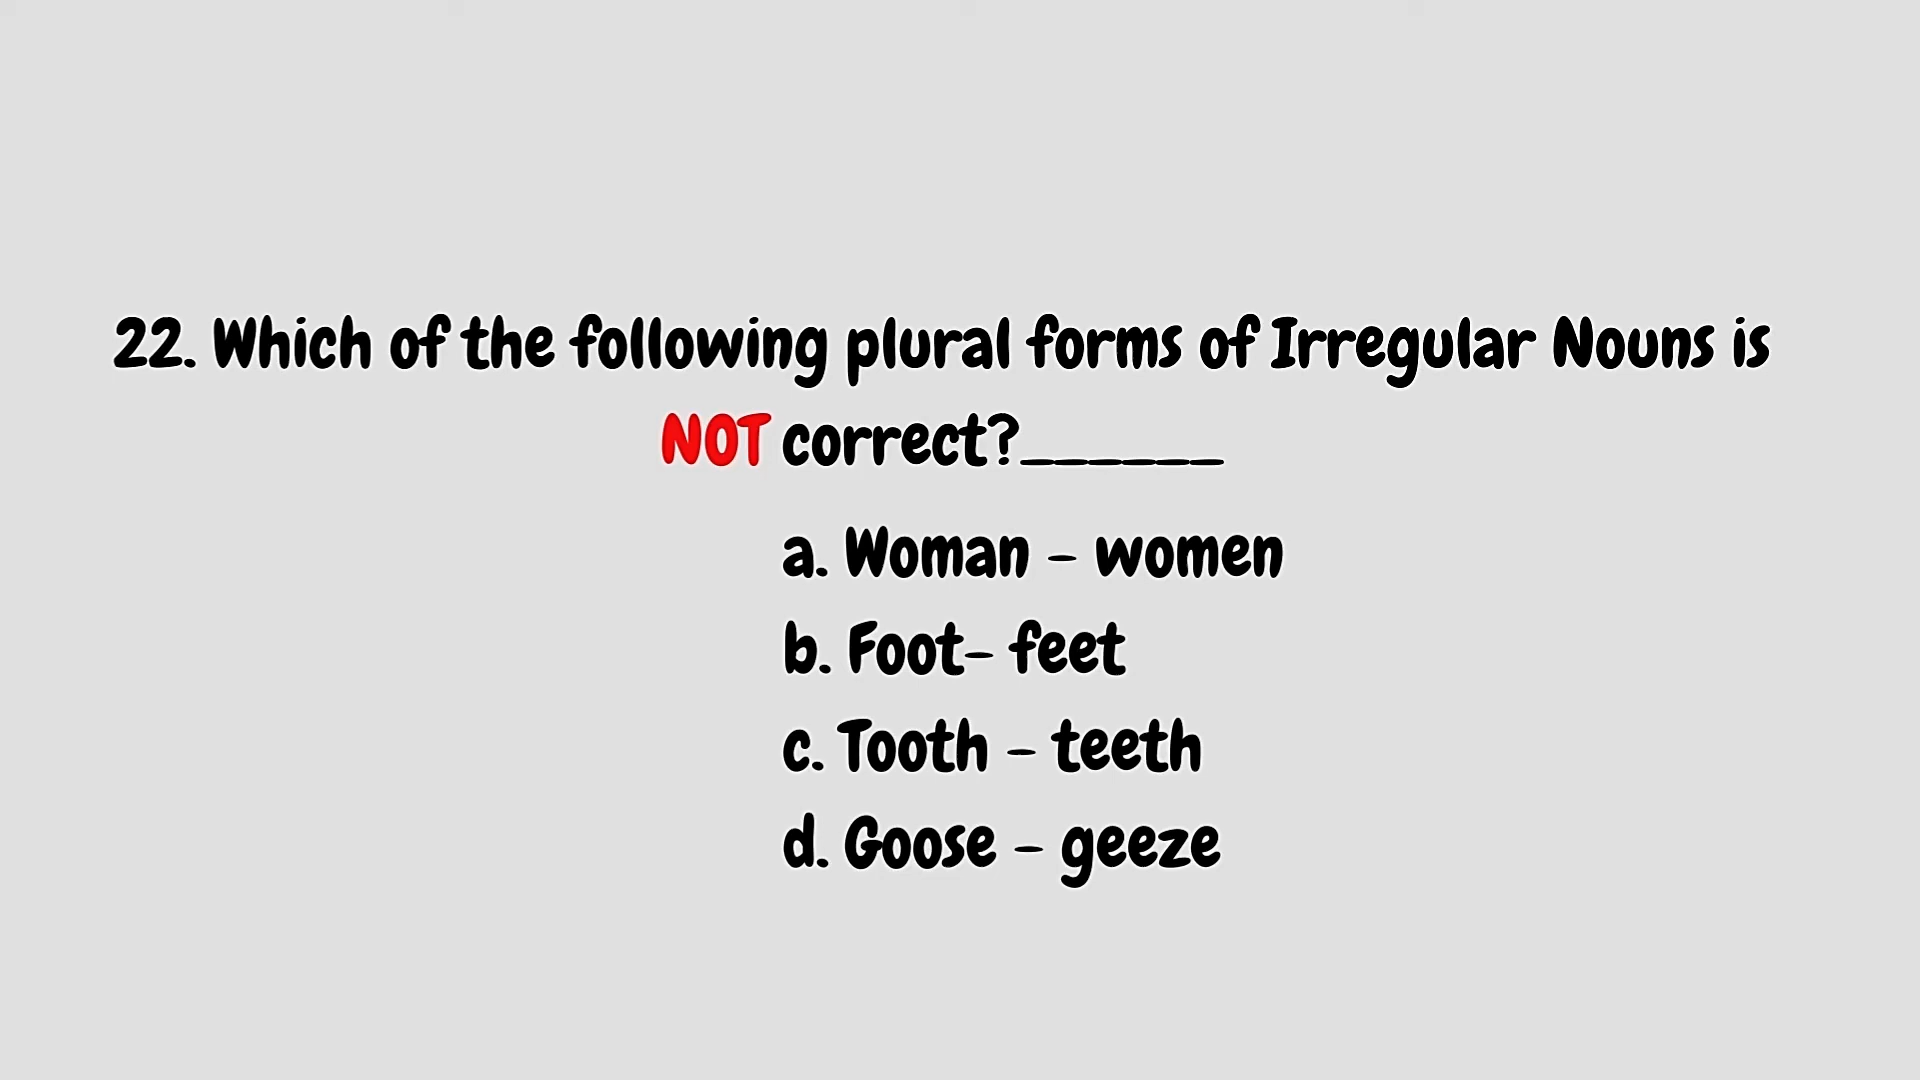 22. Which of the following plural forms of Irregular Nouns is
NOT correct?______
a. Woman - women
b. Foot- feet
c. Tooth - teeth
d. Goose - geeze